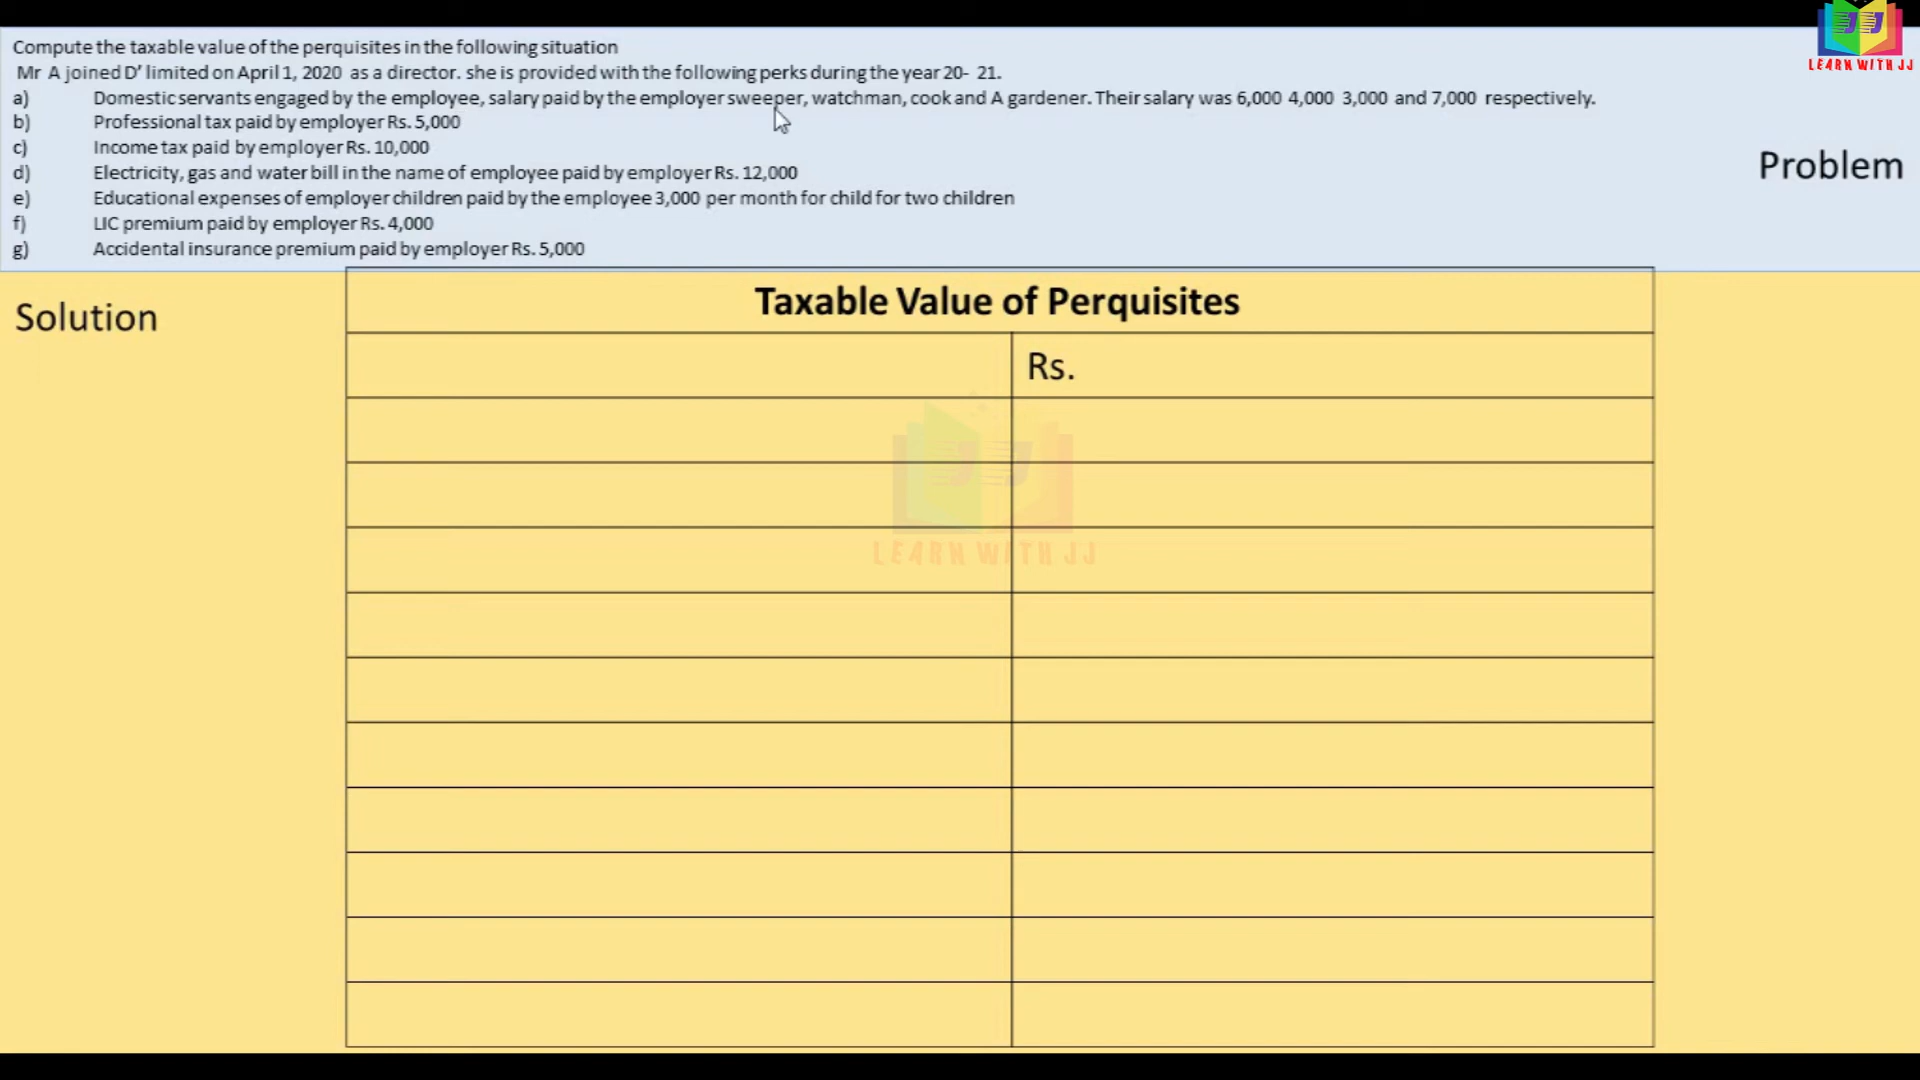 LEARN WITH JJ
Compute the taxable value of the perquisites in the following situation
Mr A joined D' limited on April 1, 2020 as a director. she is provided with the following perks during the year 20- 21.
a) Domestic servants engaged by the employee, salary paid by the employer sweeper, watchman, cook and A gardener. Their salary was 6,000 4,000 3,000 and 7,000 respectively.
b) Professional tax paid by employer Rs. 5,000
c) Income tax paid by employer Rs. 10,000
d) Electricity, gas and water bill in the name of employee paid by employer Rs. 12,000
e) Educational expenses of employer children paid by the employee 3,000 per month for child for two children
f) LIC premium paid by employer Rs. 4,000
g) Accidental insurance premium paid by employer Rs. 5,000
Problem
Solution
Taxable Value of Perquisites
Rs.
JJ
LEARN WITH JJ